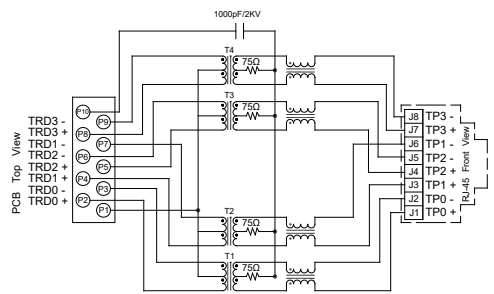 1000pF/2KV
T4
75Ω
T3
75Ω
T2
75Ω
T1
75Ω
PCB Top View
TRD3 -
TRD3 +
TRD1 -
TRD2 -
TRD2 +
TRD1 +
TRD0 -
TRD0 +
P10
P9
P8
P7
P6
P5
P4
P3
P2
P1
J8 TP3 -
J7 TP3 +
J6 TP1 -
J5 TP2 -
J4 TP2 +
J3 TP1 +
J2 TP0 -
J1 TP0 +
RJ-45 Front View